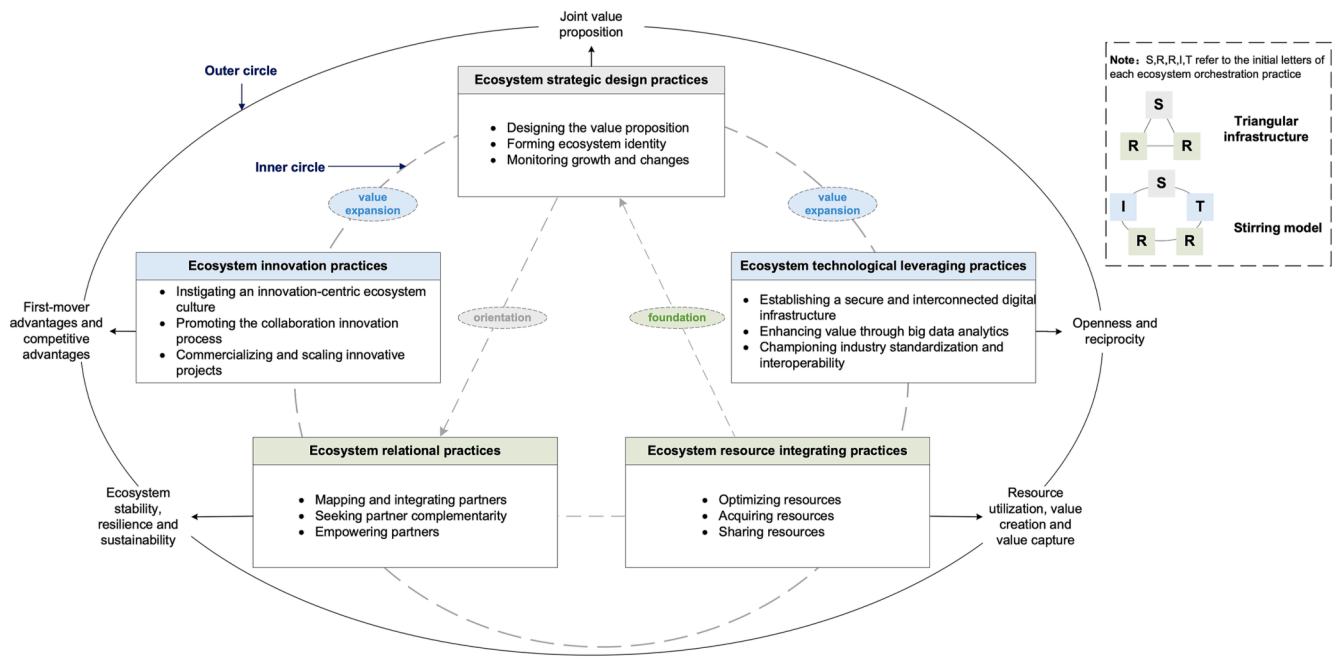 Joint value
proposition
Outer circle
Ecosystem strategic design practices
• Designing the value proposition
• Forming ecosystem identity
• Monitoring growth and changes
Inner circle
value
expansion
value
expansion
Ecosystem innovation practices
• Instigating an innovation-centric ecosystem
culture
• Promoting the collaboration innovation
process
• Commercializing and scaling innovative
projects
First-mover
advantages and
competitive
advantages
orientation
foundation
Ecosystem technological leveraging practices
• Establishing a secure and interconnected digital
infrastructure
• Enhancing value through big data analytics
• Championing industry standardization and
interoperability
Openness and
reciprocity
Ecosystem relational practices
• Mapping and integrating partners
• Seeking partner complementarity
• Empowering partners
Ecosystem
stability,
resilience and
sustainability
Ecosystem resource integrating practices
• Optimizing resources
• Acquiring resources
• Sharing resources
Resource
utilization, value
creation and
value capture
Note: S,R,R,I,T refer to the initial letters of
each ecosystem orchestration practice
S
R R
Triangular
infrastructure
S
I T
R R
Stirring model